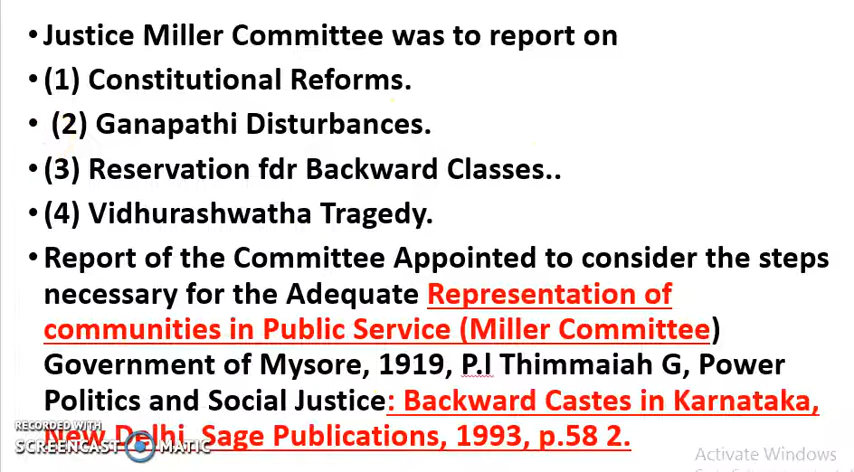 • Justice Miller Committee was to report on
• (1) Constitutional Reforms.
• (2) Ganapathi Disturbances.
• (3) Reservation fdr Backward Classes..
• (4) Vidhurashwatha Tragedy.
• Report of the Committee Appointed to consider the steps
necessary for the Adequate Representation of
communities in Public Service (Miller Committee)
Government of Mysore, 1919, P.l Thimmaiah G, Power
Politics and Social Justice: Backward Castes in Karnataka,
New Delhi, Sage Publications, 1993, p.58 2.
RECORDED WITH
SCREENCAST MATIC
Activate Windows